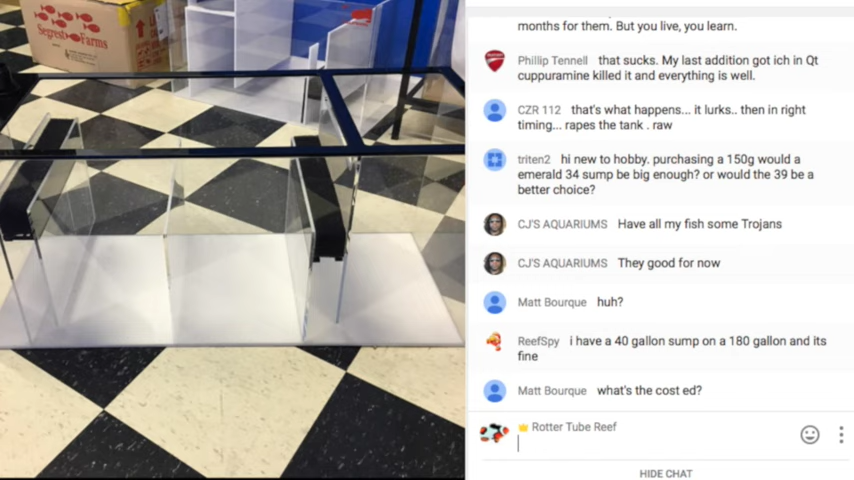 Segrest Farms
months for them. But you live, you learn.
Phillip Tennell that sucks. My last addition got ich in Qt
cuppuramine killed it and everything is well.
CZR 112 that's what happens... it lurks.. then in right
timing... rapes the tank . raw
triten2 hi new to hobby. purchasing a 150g would a
emerald 34 sump be big enough? or would the 39 be a
better choice?
CJ'S AQUARIUMS Have all my fish some Trojans
CJ'S AQUARIUMS They good for now
Matt Bourque huh?
ReefSpy i have a 40 gallon sump on a 180 gallon and its
fine
Matt Bourque what's the cost ed?
Rotter Tube Reef
HIDE CHAT